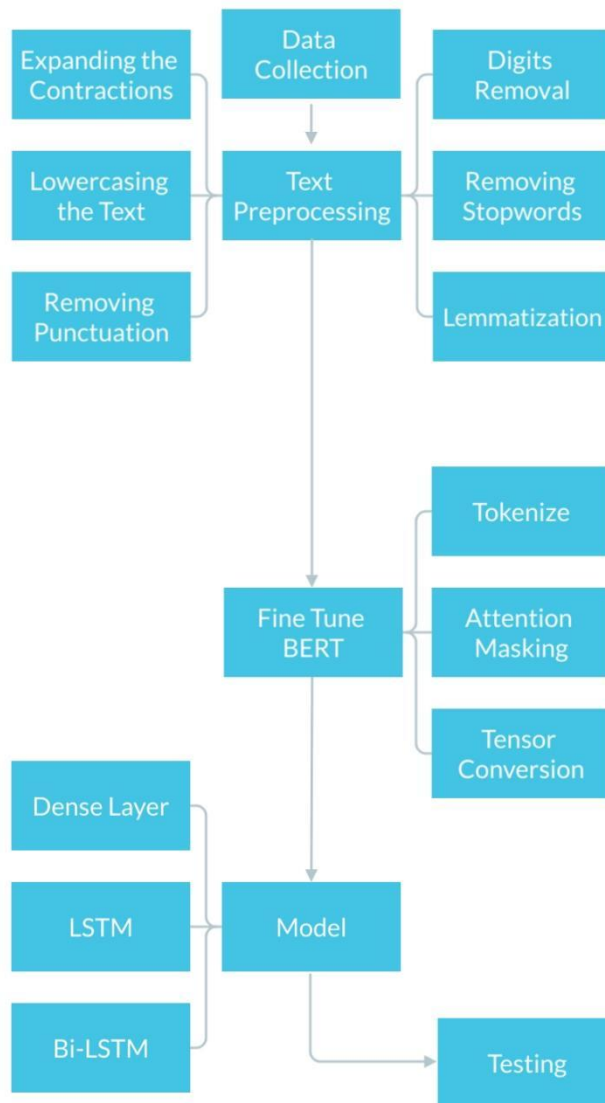 Expanding the
Contractions
Data
Collection
Digits
Removal
Lowercasing
the Text
Text
Preprocessing
Removing
Stopwords
Removing
Punctuation
Lemmatization
Tokenize
Fine Tune
BERT
Attention
Masking
Tensor
Conversion
Dense Layer
LSTM
Model
Bi-LSTM
Testing